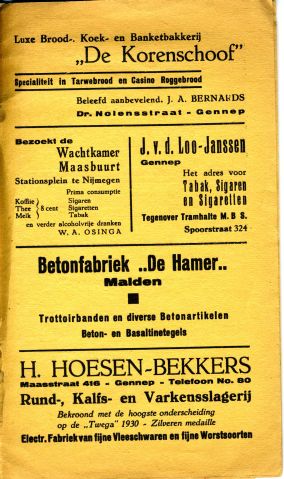 Luxe Brood-, Koek- en Banketbakkerij
„De Korenschoof"
Specialiteit in Tarwebrood en Casino Roggebrood
Beleefd aanbevelend, J. A. BERNARDS
Dr. Nolensstraat - Gennep
Bezoekt de
Wachtkamer
Maasbuurt
Stationsplein te Nijmegen
Prima consumptie
Koffie Sigaren
Thee 8 cent Sigaretten
Melk Tabak
en verder alcoholvrije dranken
W. A. OSINGA
J. v. d. Loo-Janssen
Gennep
Het adres voor
Tabak, Sigaren
en Sigaretten
Tegenover Tramhalte M. B. S.
Spoorstraat 324
Betonfabriek „De Hamer„
Malden
Trottoirbanden en diverse Betonartikelen
Beton- en Basaltinetegels
H. HOESEN-BEKKERS
Maasstraat 416 - Gennep - Telefoon No. 80
Rund-, Kalfs- en Varkensslagerij
Bekroond met de hoogste onderscheiding
op de „Twega" 1930 - Zilveren medaille
Electr. Fabriek van fijne Vleeschwaren en fijne Worstsoorten